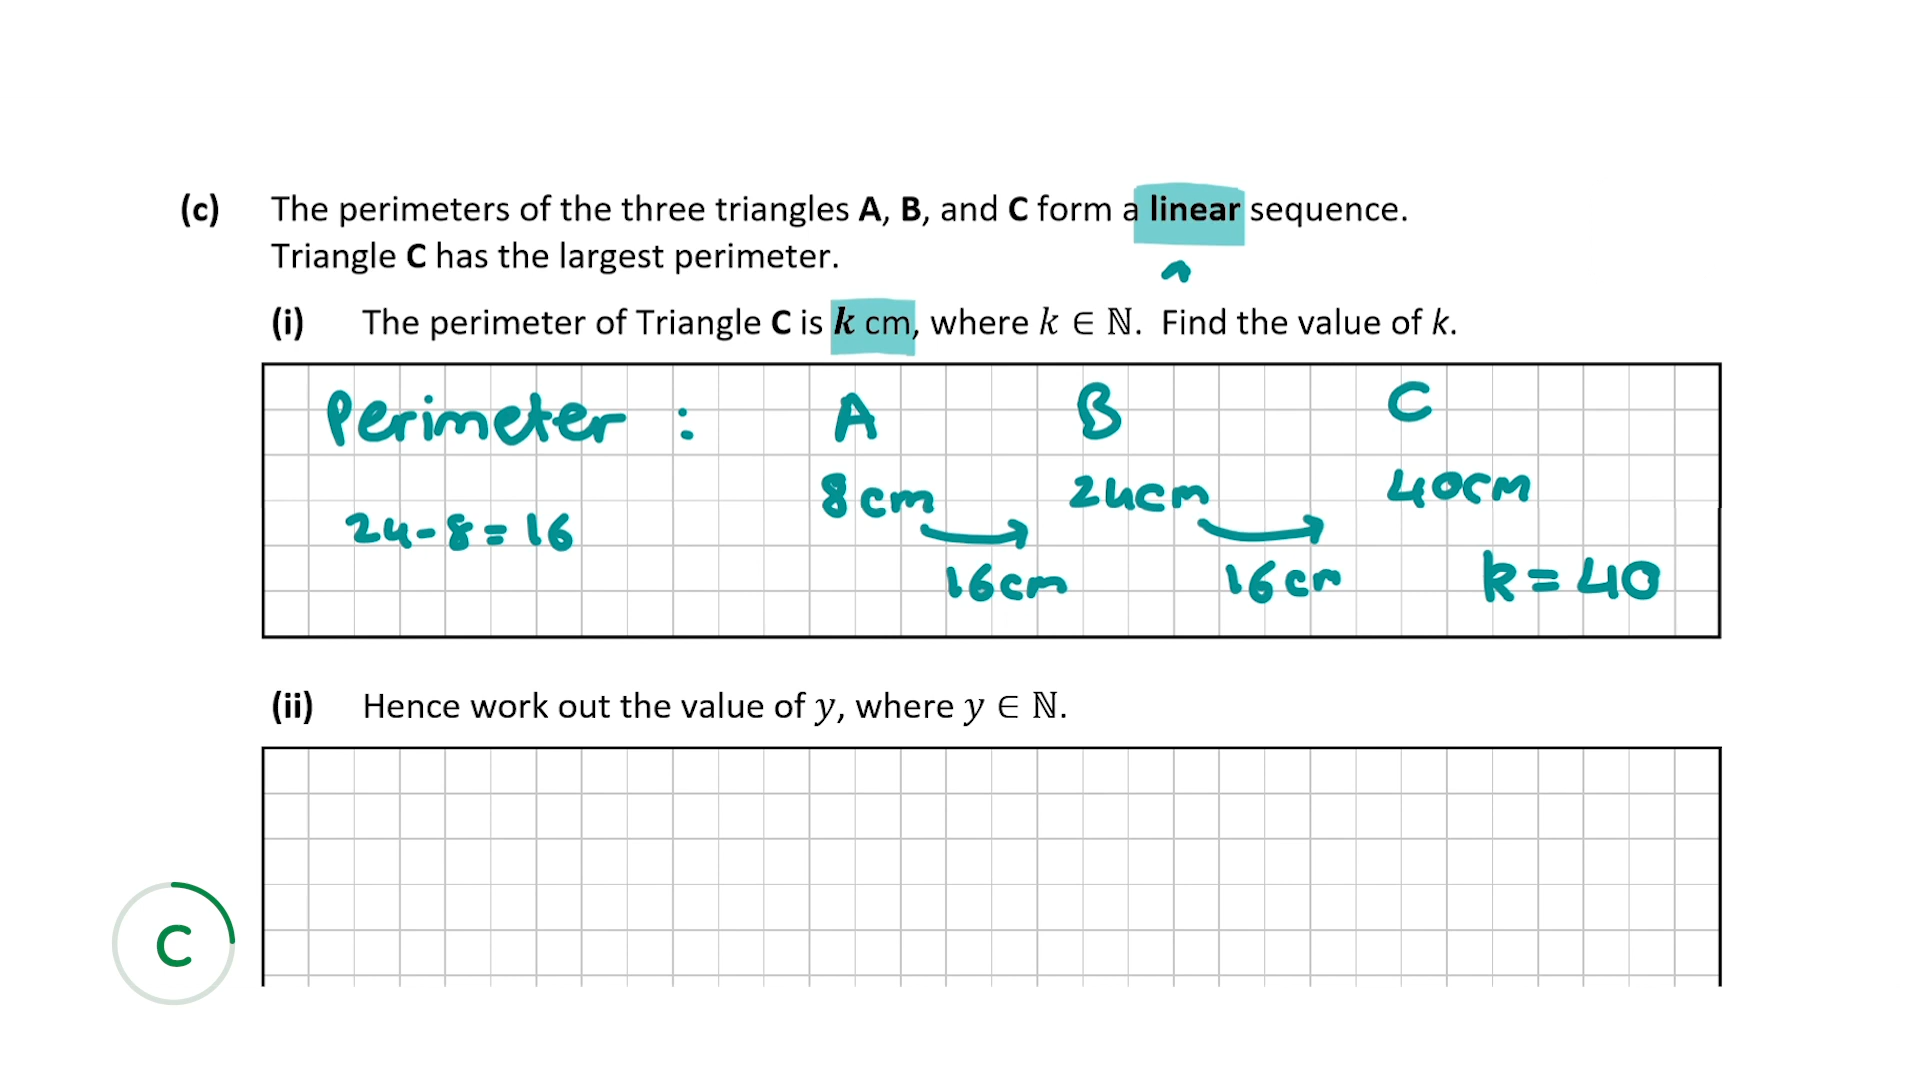 (c) The perimeters of the three triangles A, B, and C form a linear sequence.
Triangle C has the largest perimeter.
(i) The perimeter of Triangle C is k cm, where k ∈ ℕ. Find the value of k.
Perimeter : A B C
8cm 24cm 40cm
24-8=16
16cm 16cm k=40
(ii) Hence work out the value of y, where y ∈ ℕ.
C